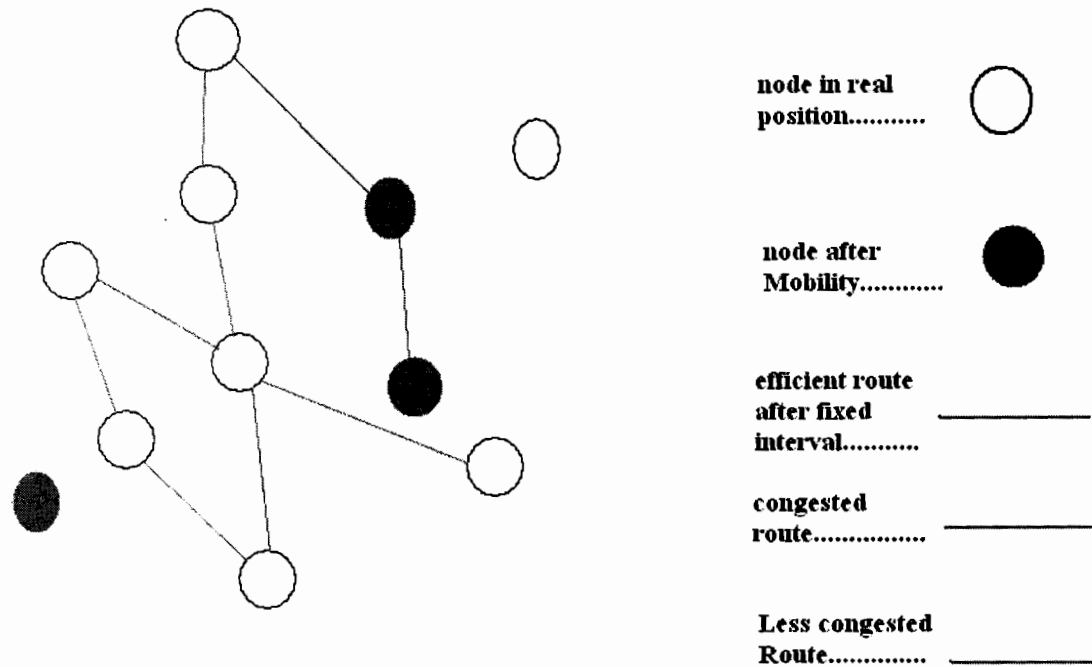 node in real
position...........
node after
Mobility............
efficient route
after fixed
interval...........
congested
route................
Less congested
Route..............